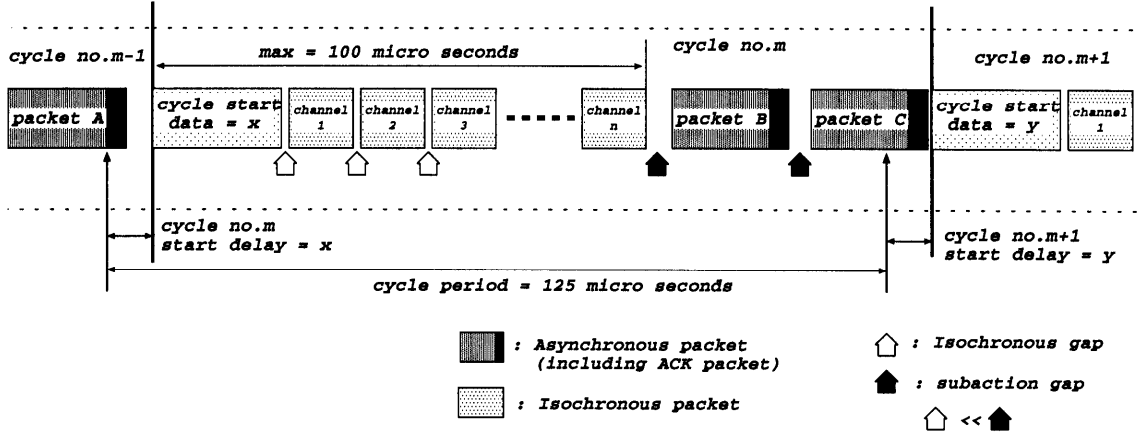 cycle no.m-1
max = 100 micro seconds
cycle no.m
cycle no.m+1
packet A
cycle start
data = x
channel
1
channel
2
channel
3
channel
n
packet B
packet C
cycle start
data = y
channel
1
cycle no.m
start delay = x
cycle no.m+1
start delay = y
cycle period = 125 micro seconds
: Asynchronous packet
(including ACK packet)
: Isochronous gap
: Isochronous packet
: subaction gap
<<